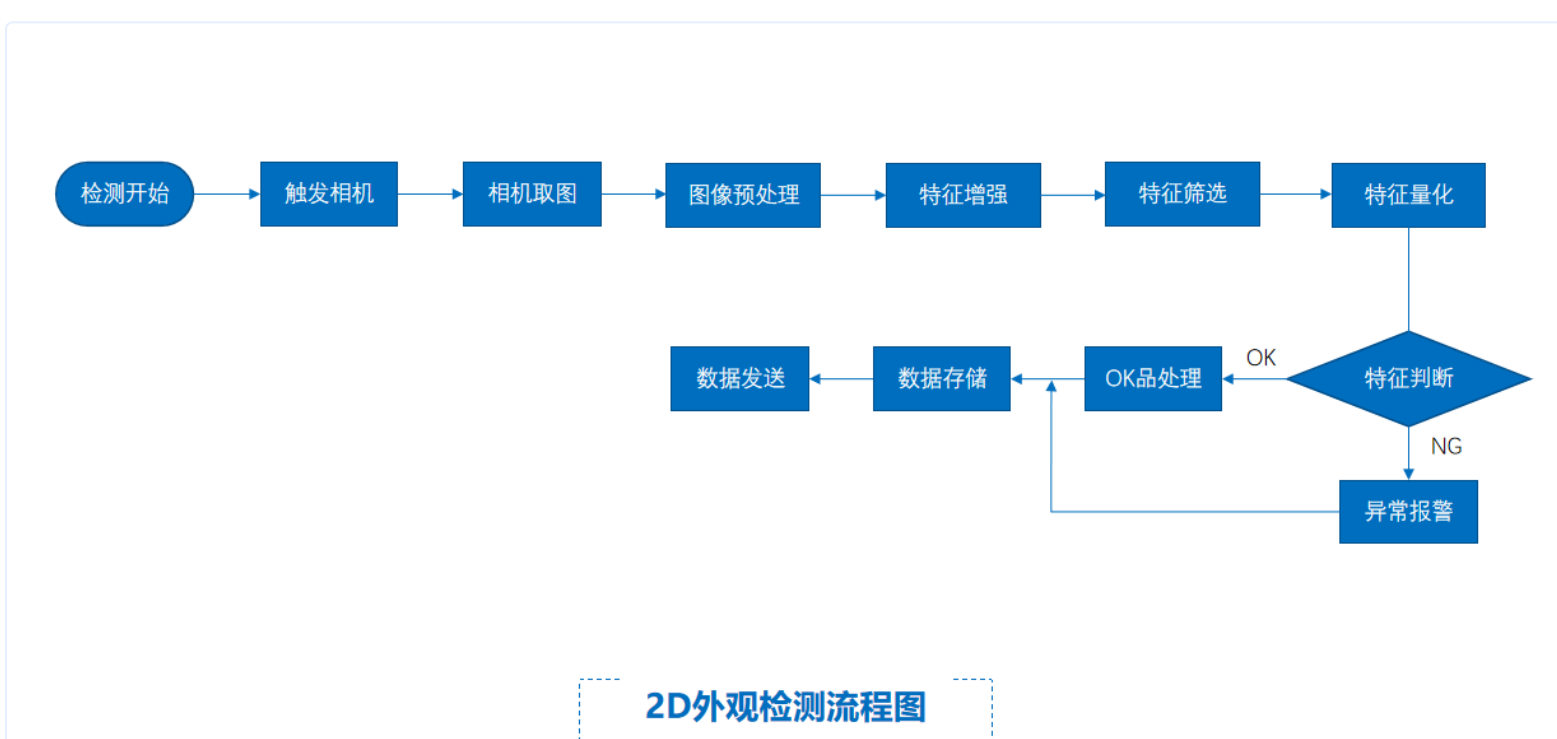 检测开始
触发相机
相机取图
图像预处理
特征增强
特征筛选
特征量化
特征判断
OK
OK品处理
数据存储
数据发送
NG
异常报警
2D外观检测流程图